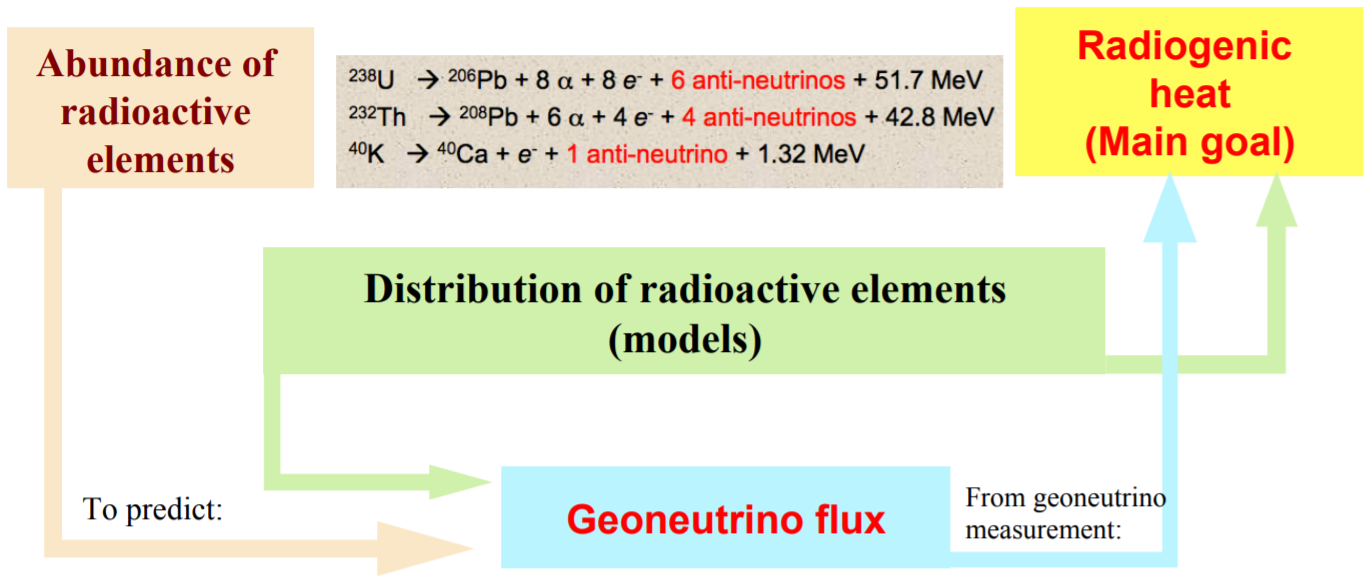 Abundance of
radioactive
elements
²³⁸U → ²⁰⁶Pb + 8 α + 8 e⁻ + 6 anti-neutrinos + 51.7 MeV
²³²Th → ²⁰⁸Pb + 6 α + 4 e⁻ + 4 anti-neutrinos + 42.8 MeV
⁴⁰K → ⁴⁰Ca + e⁻ + 1 anti-neutrino + 1.32 MeV
Radiogenic
heat
(Main goal)
Distribution of radioactive elements
(models)
To predict:
Geoneutrino flux
From geoneutrino
measurement: